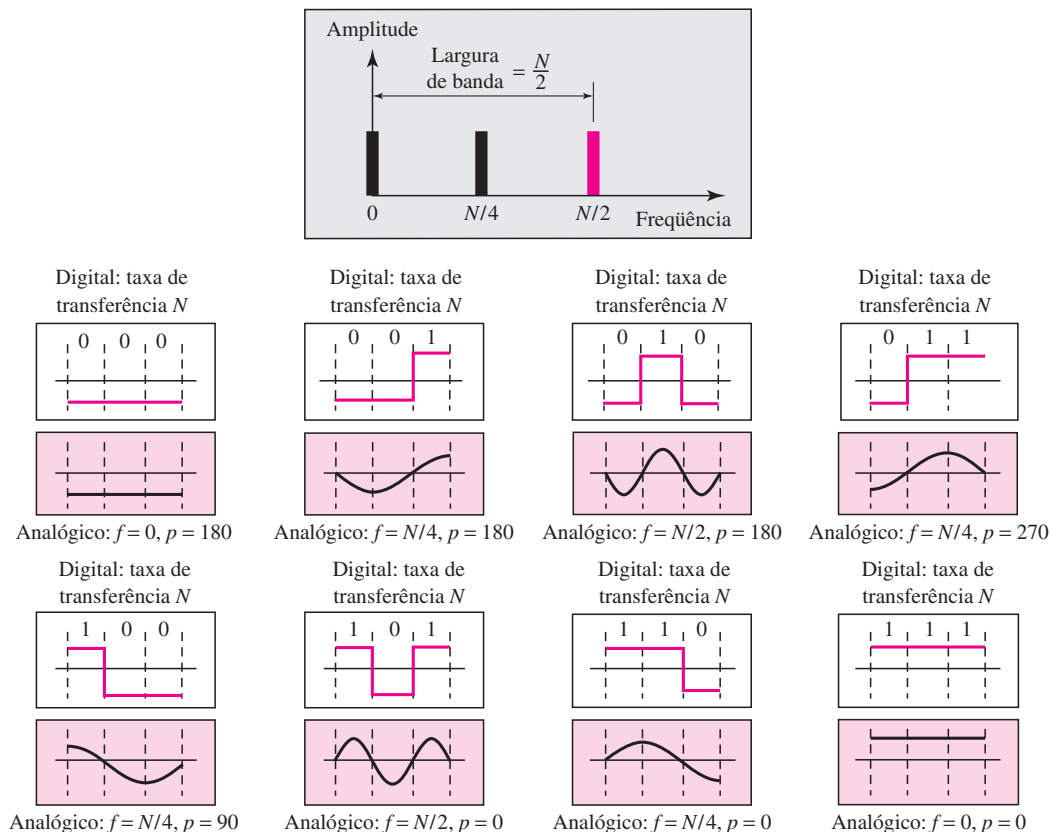 Amplitude
Largura
de banda = N/2
0 N/4 N/2
Freqüência
Digital: taxa de
transferência N
0 0 0
Analógico: f = 0, p = 180
Digital: taxa de
transferência N
0 0 1
Analógico: f = N/4, p = 180
Digital: taxa de
transferência N
0 1 0
Analógico: f = N/2, p = 180
Digital: taxa de
transferência N
0 1 1
Analógico: f = N/4, p = 270
Digital: taxa de
transferência N
1 0 0
Analógico: f = N/4, p = 90
Digital: taxa de
transferência N
1 0 1
Analógico: f = N/2, p = 0
Digital: taxa de
transferência N
1 1 0
Analógico: f = N/4, p = 0
Digital: taxa de
transferência N
1 1 1
Analógico: f = 0, p = 0